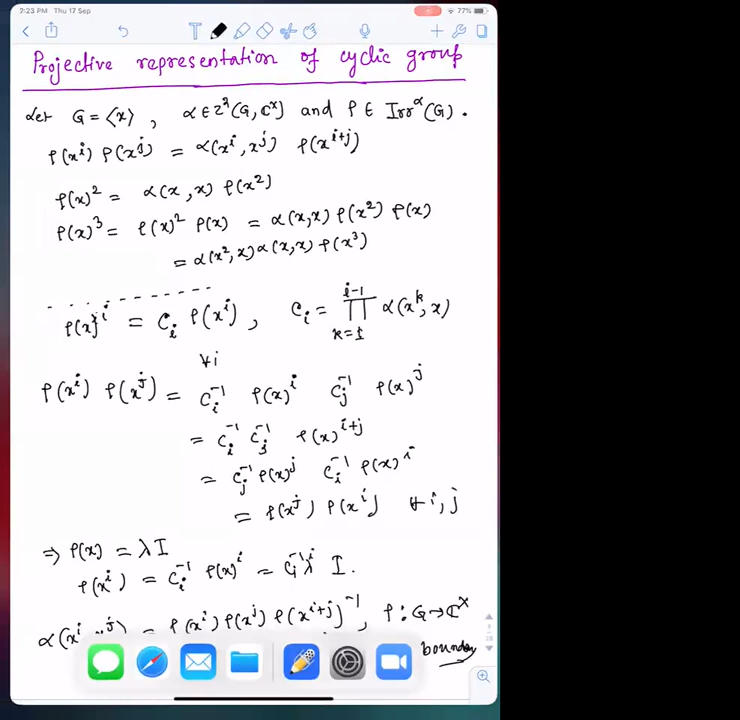 7:23 PM Thu 17 Sep 77%
Projective representation of cyclic group
Let G = ⟨x⟩, α ∈ Z²(G, ℂˣ) and ρ ∈ Irr^α(G).
ρ(x^i) ρ(x^j) = α(x^i, x^j) ρ(x^{i+j})
ρ(x)² = α(x, x) ρ(x²)
ρ(x)³ = ρ(x)² ρ(x) = α(x,x) ρ(x²) ρ(x)
= α(x², x) α(x, x) ρ(x³)
ρ(x)^i = C_i ρ(x^i), C_i = ∏_{k=1}^{i-1} α(x^k, x)
∀i
ρ(x^i) ρ(x^j) = C_i^{-1} ρ(x)^i C_j^{-1} ρ(x)^j
= C_i^{-1} C_j^{-1} ρ(x)^{i+j}
= C_j^{-1} ρ(x)^j C_i^{-1} ρ(x)^i
= ρ(x^j) ρ(x^i) ∀ i, j
⇒ ρ(x) = λ I
ρ(x^i) = C_i^{-1} ρ(x)^i = C_i^{-1} λ^i I.
α(x^i, x^j) = ρ(x^i) ρ(x^j) ρ(x^{i+j})^{-1}, ρ : G → ℂˣ
boundary